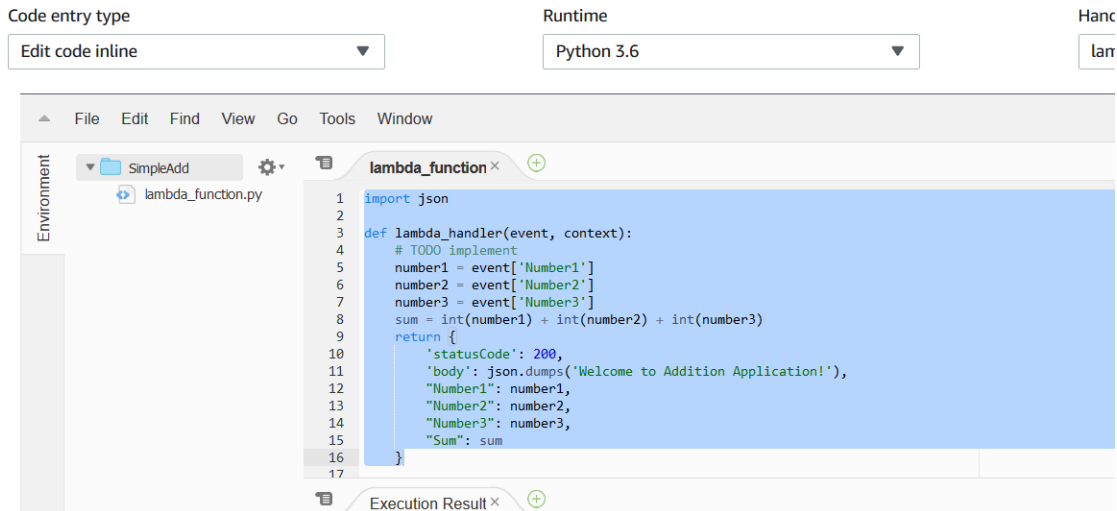 Code entry type
Runtime
Edit code inline
Python 3.6
File Edit Find View Go Tools Window
Environment
SimpleAdd
lambda_function.py
lambda_function ×
1 import json
2
3 def lambda_handler(event, context):
4     # TODO implement
5     number1 = event['Number1']
6     number2 = event['Number2']
7     number3 = event['Number3']
8     sum = int(number1) + int(number2) + int(number3)
9     return {
10         'statusCode': 200,
11         'body': json.dumps('Welcome to Addition Application!'),
12         "Number1": number1,
13         "Number2": number2,
14         "Number3": number3,
15         "Sum": sum
16     }
17
Execution Result ×